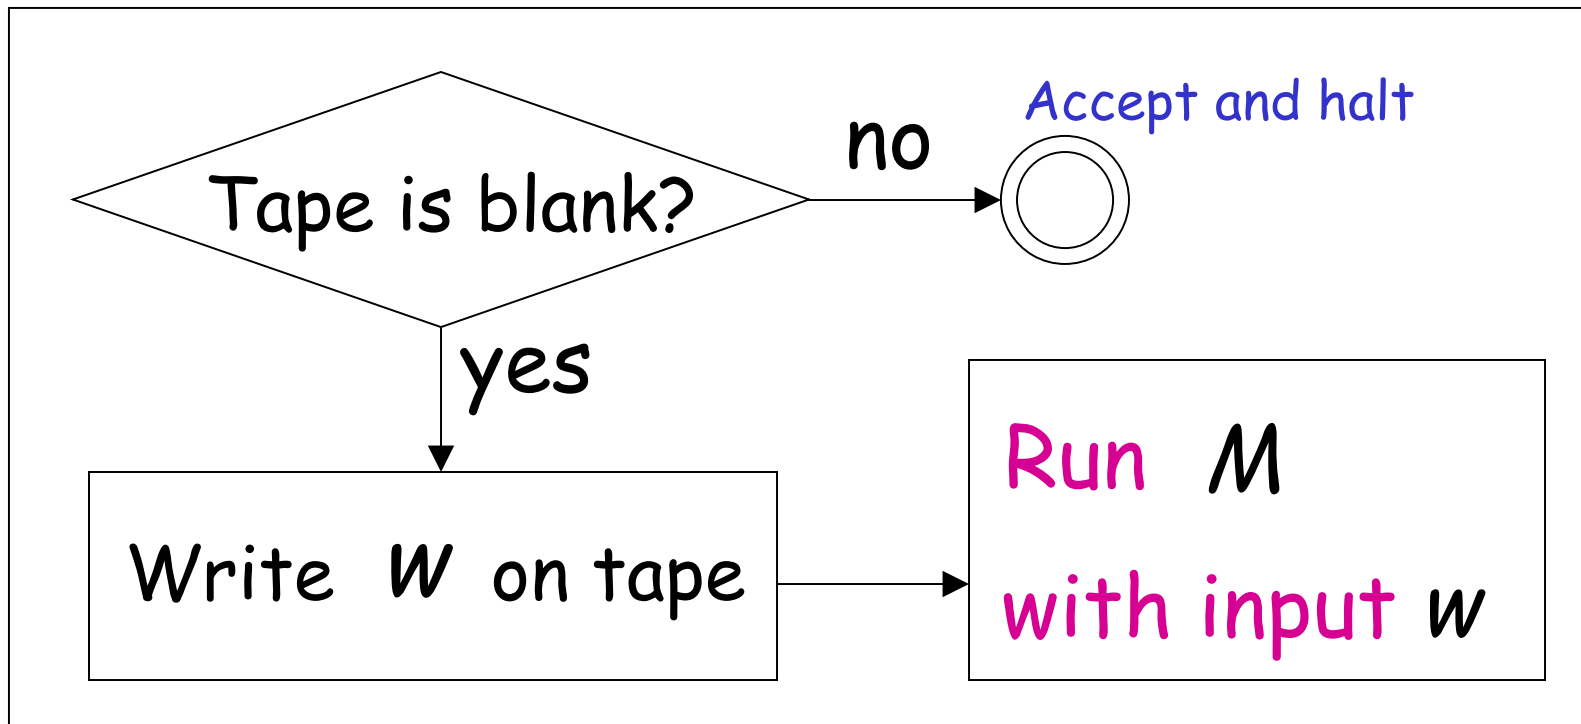 Accept and halt
no
Tape is blank?
yes
Run M
Write w on tape
with input w